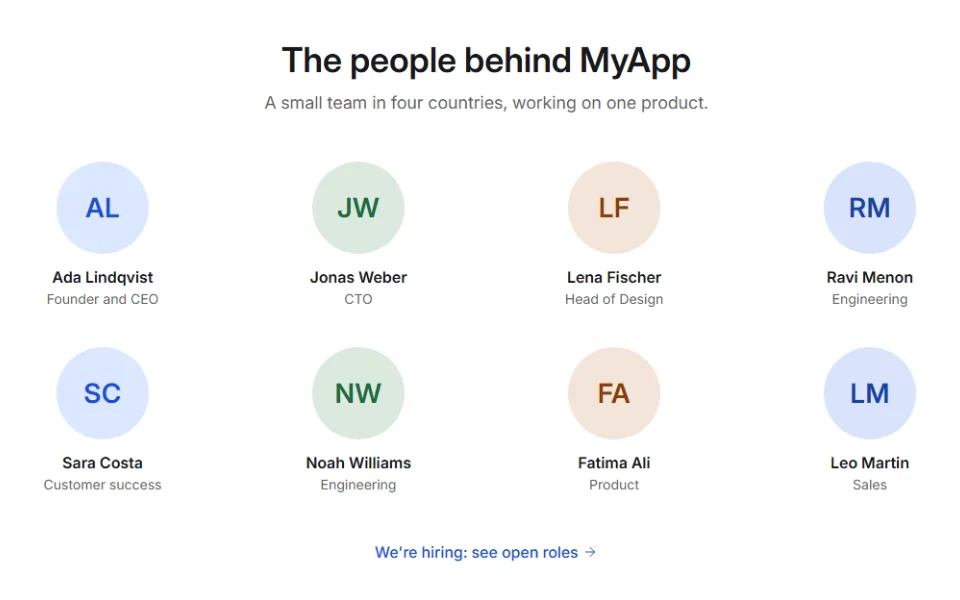 The people behind MyApp
A small team in four countries, working on one product.
AL
Ada Lindqvist
Founder and CEO
JW
Jonas Weber
CTO
LF
Lena Fischer
Head of Design
RM
Ravi Menon
Engineering
SC
Sara Costa
Customer success
NW
Noah Williams
Engineering
FA
Fatima Ali
Product
LM
Leo Martin
Sales
We're hiring: see open roles →